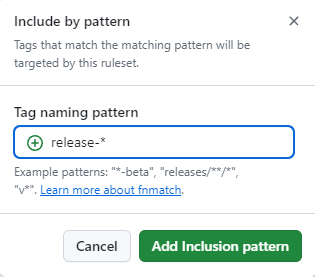 Include by pattern
Tags that match the matching pattern will be
targeted by this ruleset.
Tag naming pattern
release-*
Example patterns: "*-beta", "releases/**/*",
"v*". Learn more about fnmatch.
Cancel
Add Inclusion pattern